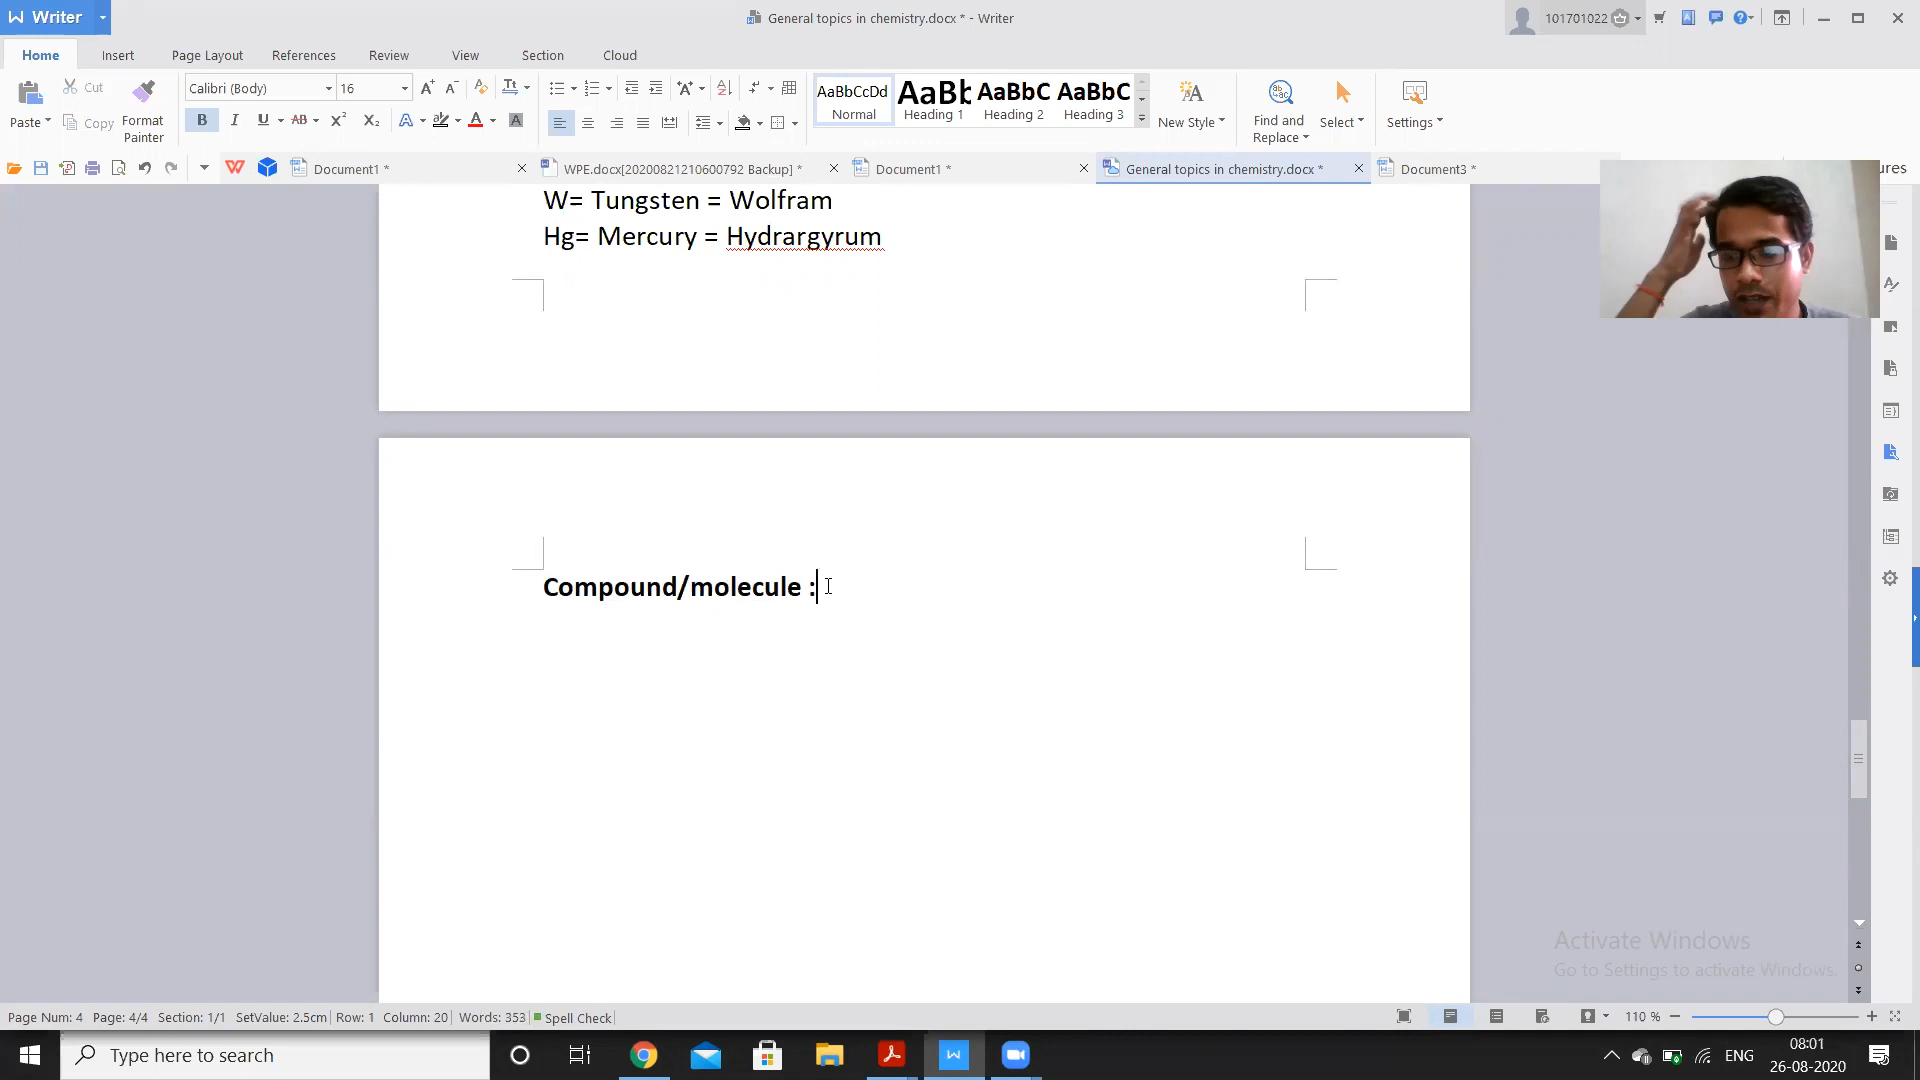 Writer
General topics in chemistry.docx * - Writer
101701022
Home
Insert
Page Layout
References
Review
View
Section
Cloud
Paste
Cut
Copy
Format
Painter
Calibri (Body)
16
AaBbCcDd
Normal
AaBb
Heading 1
AaBbC
Heading 2
AaBbC
Heading 3
New Style
Find and
Replace
Select
Settings
Document1 *
WPE.docx[20200821210600792 Backup] *
Document1 *
General topics in chemistry.docx *
Document3 *
ures
W= Tungsten = Wolfram
Hg= Mercury = Hydrargyrum
Compound/molecule :
Activate Windows
Go to Settings to activate Windows.
Page Num: 4 Page: 4/4 Section: 1/1 SetValue: 2.5cm Row: 1 Column: 20 Words: 353 Spell Check
110 %
Type here to search
ENG
08:01
26-08-2020